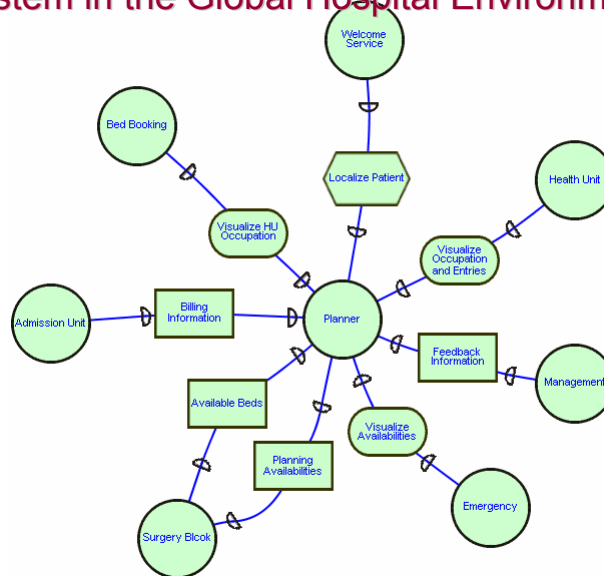 stem in the Global Hospital Environm
Welcome
Service
Bed Booking
Localize Patient
Health Unit
Visualize HU
Occupation
Visualize
Occupation
and Entries
Billing
Information
Admission Unit
Planner
Feedback
Information
Management
Available Beds
Visualize
Availabilities
Planning
Availabilities
Emergency
Surgery Blcok